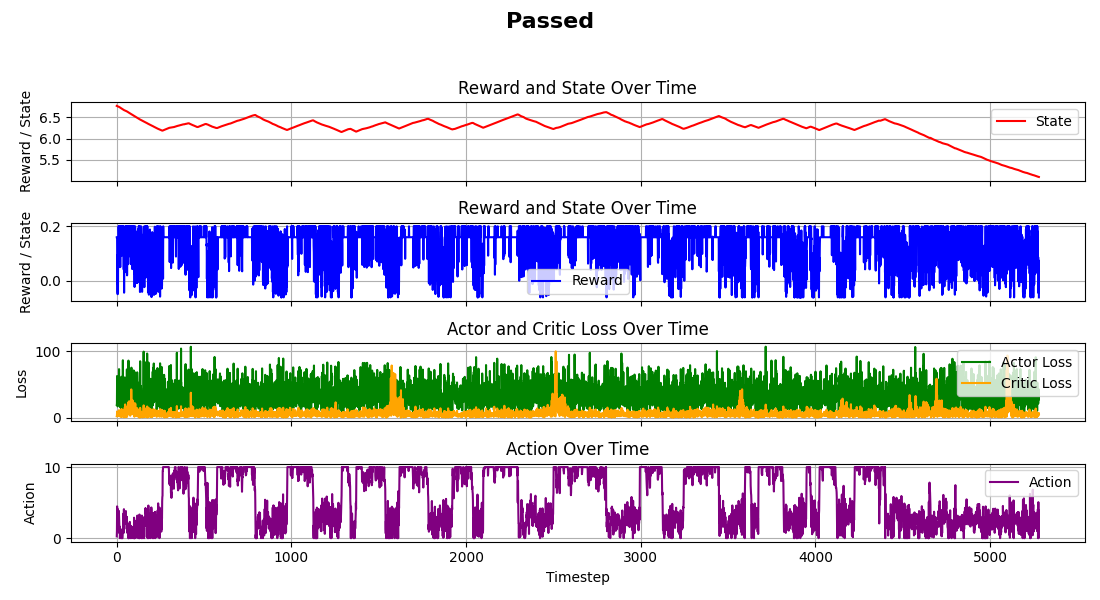 Passed
Reward and State Over Time
Reward / State
6.5
6.0
5.5
State
Reward and State Over Time
Reward / State
0.2
0.0
Reward
Actor and Critic Loss Over Time
Loss
100
0
Actor Loss
Critic Loss
Action Over Time
Action
10
0
Action
0 1000 2000 3000 4000 5000
Timestep